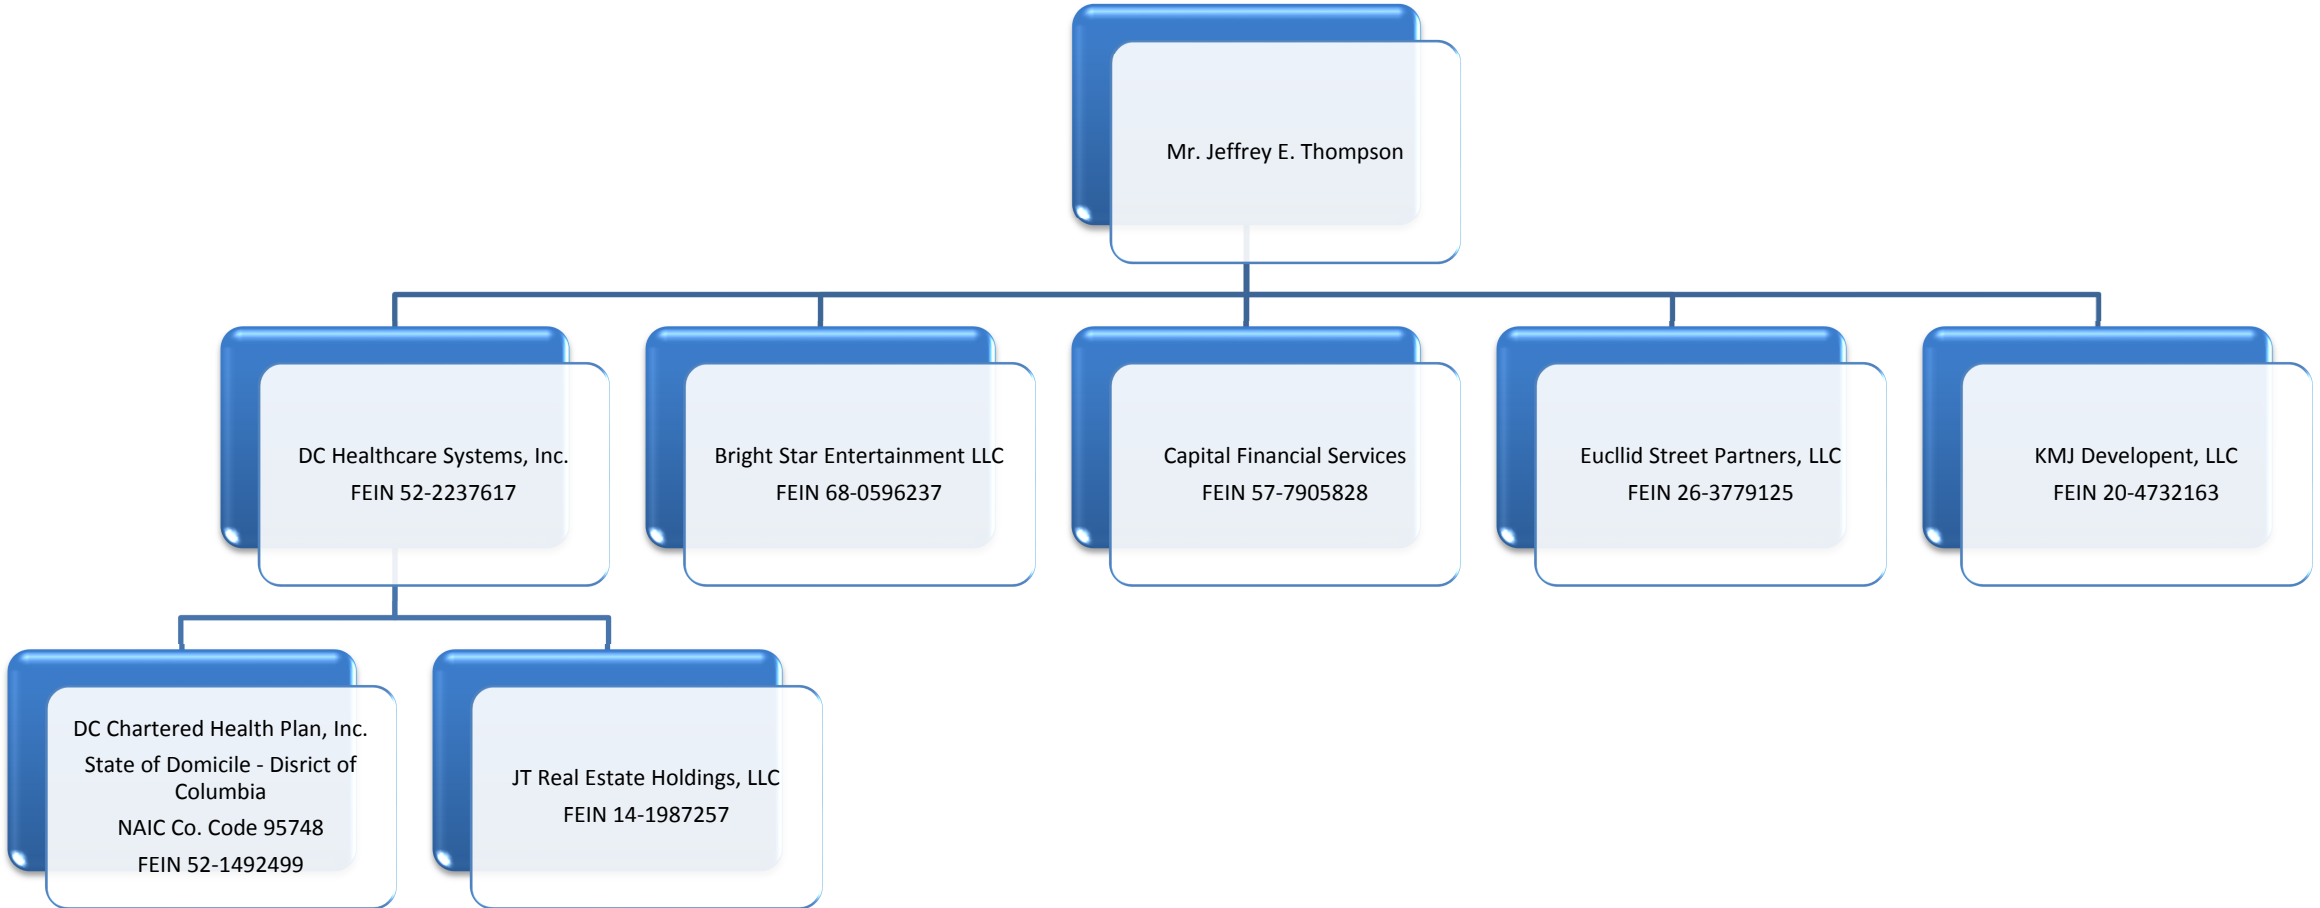 Mr. Jeffrey E. Thompson
DC Healthcare Systems, Inc.
FEIN 52-2237617
Bright Star Entertainment LLC
FEIN 68-0596237
Capital Financial Services
FEIN 57-7905828
Eucllid Street Partners, LLC
FEIN 26-3779125
KMJ Developent, LLC
FEIN 20-4732163
DC Chartered Health Plan, Inc.
State of Domicile - Disrict of
Columbia
NAIC Co. Code 95748
FEIN 52-1492499
JT Real Estate Holdings, LLC
FEIN 14-1987257